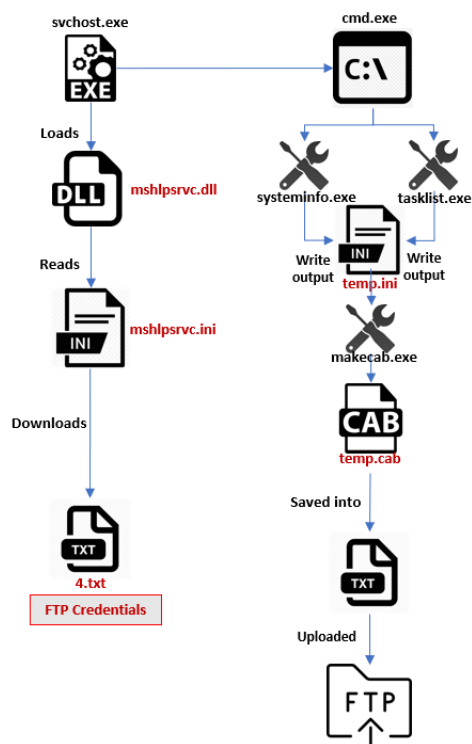 svchost.exe
cmd.exe
EXE
C:\
Loads
DLL
mshlpsrvc.dll
systeminfo.exe
tasklist.exe
Reads
Write
output
INI
Write
output
temp.ini
INI
mshlpsrvc.ini
makecab.exe
CAB
temp.cab
Downloads
Saved into
TXT
4.txt
FTP Credentials
TXT
Uploaded
FTP